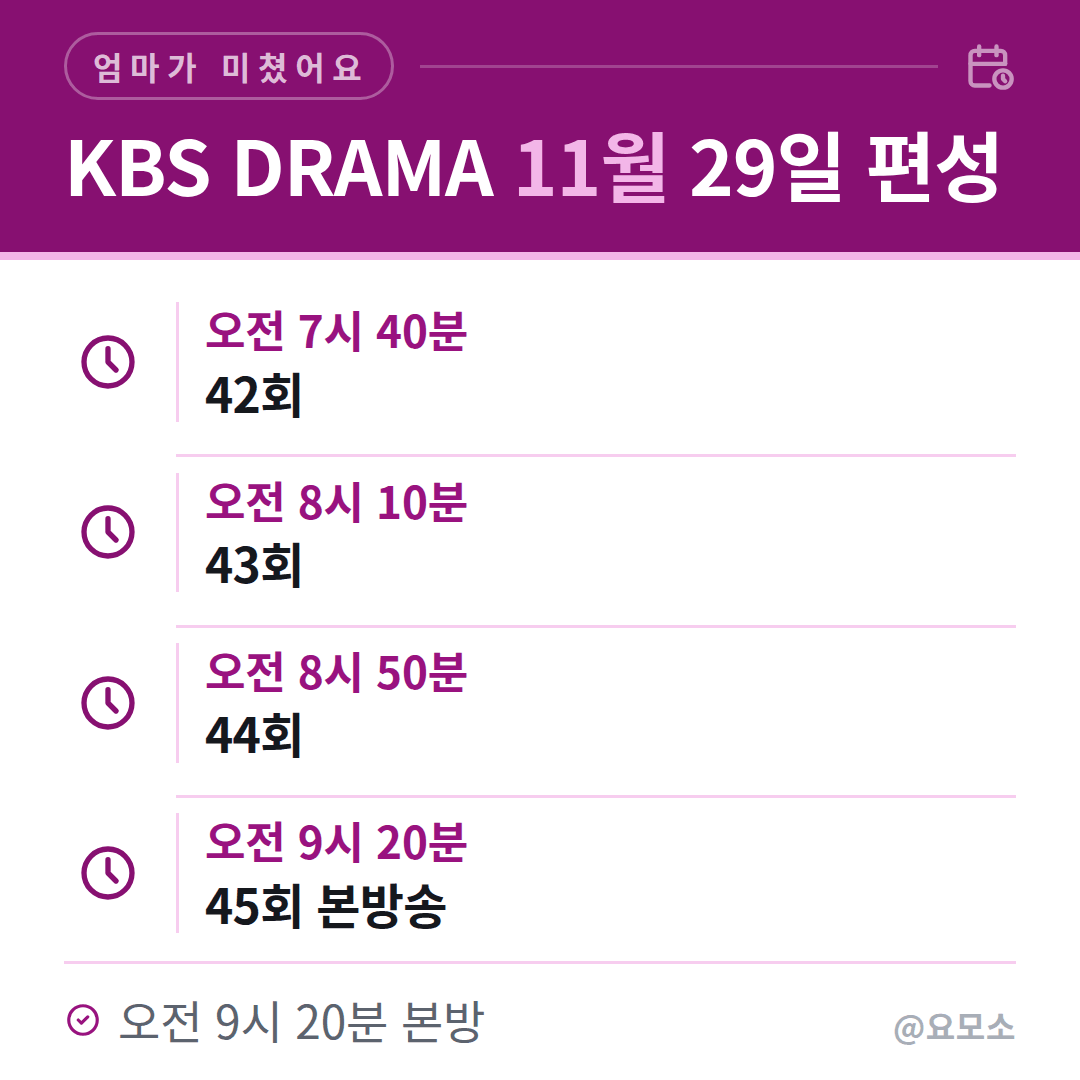 엄마가 미쳤어요
KBS DRAMA 11월 29일 편성
오전 7시 40분
42회
오전 8시 10분
43회
오전 8시 50분
44회
오전 9시 20분
45회 본방송
오전 9시 20분 본방
@요모소